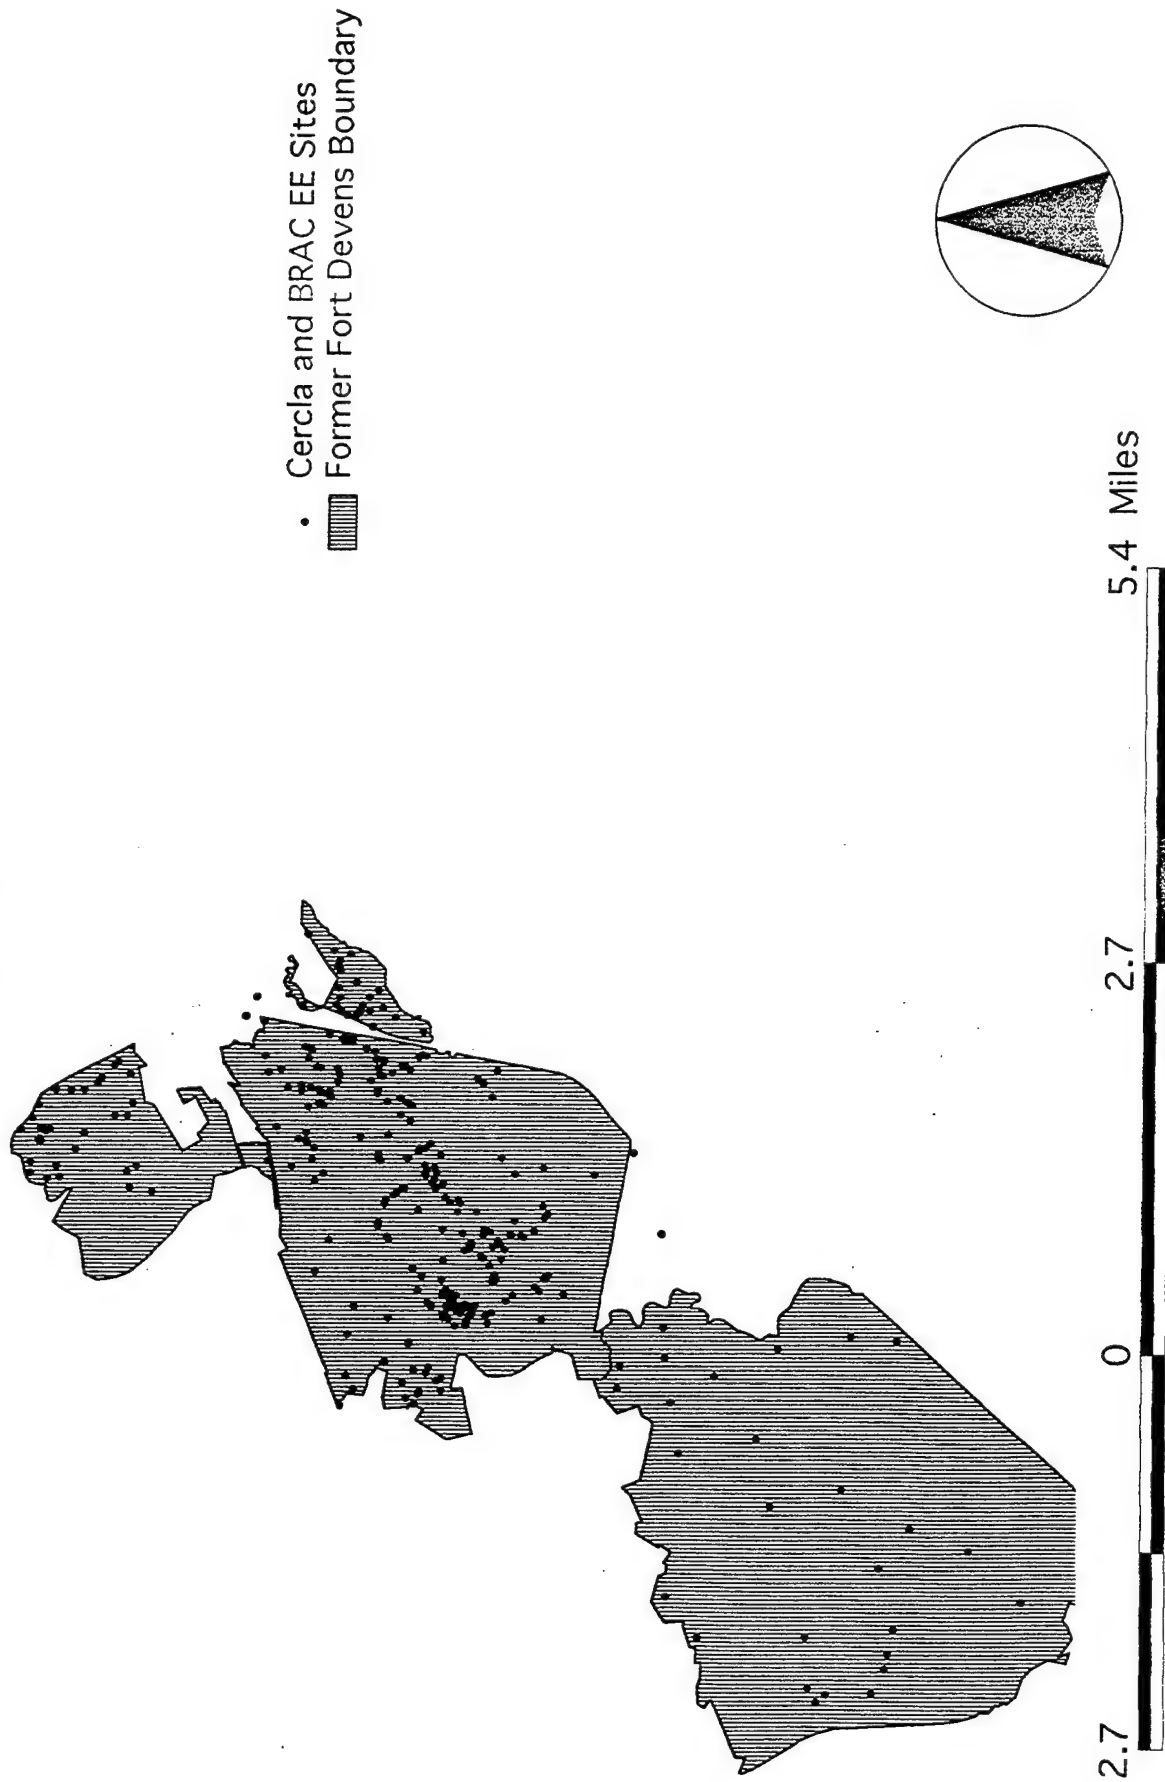 Cercla and BRAC EE Sites
Former Fort Devens Boundary
2.7
0
2.7
5.4 Miles